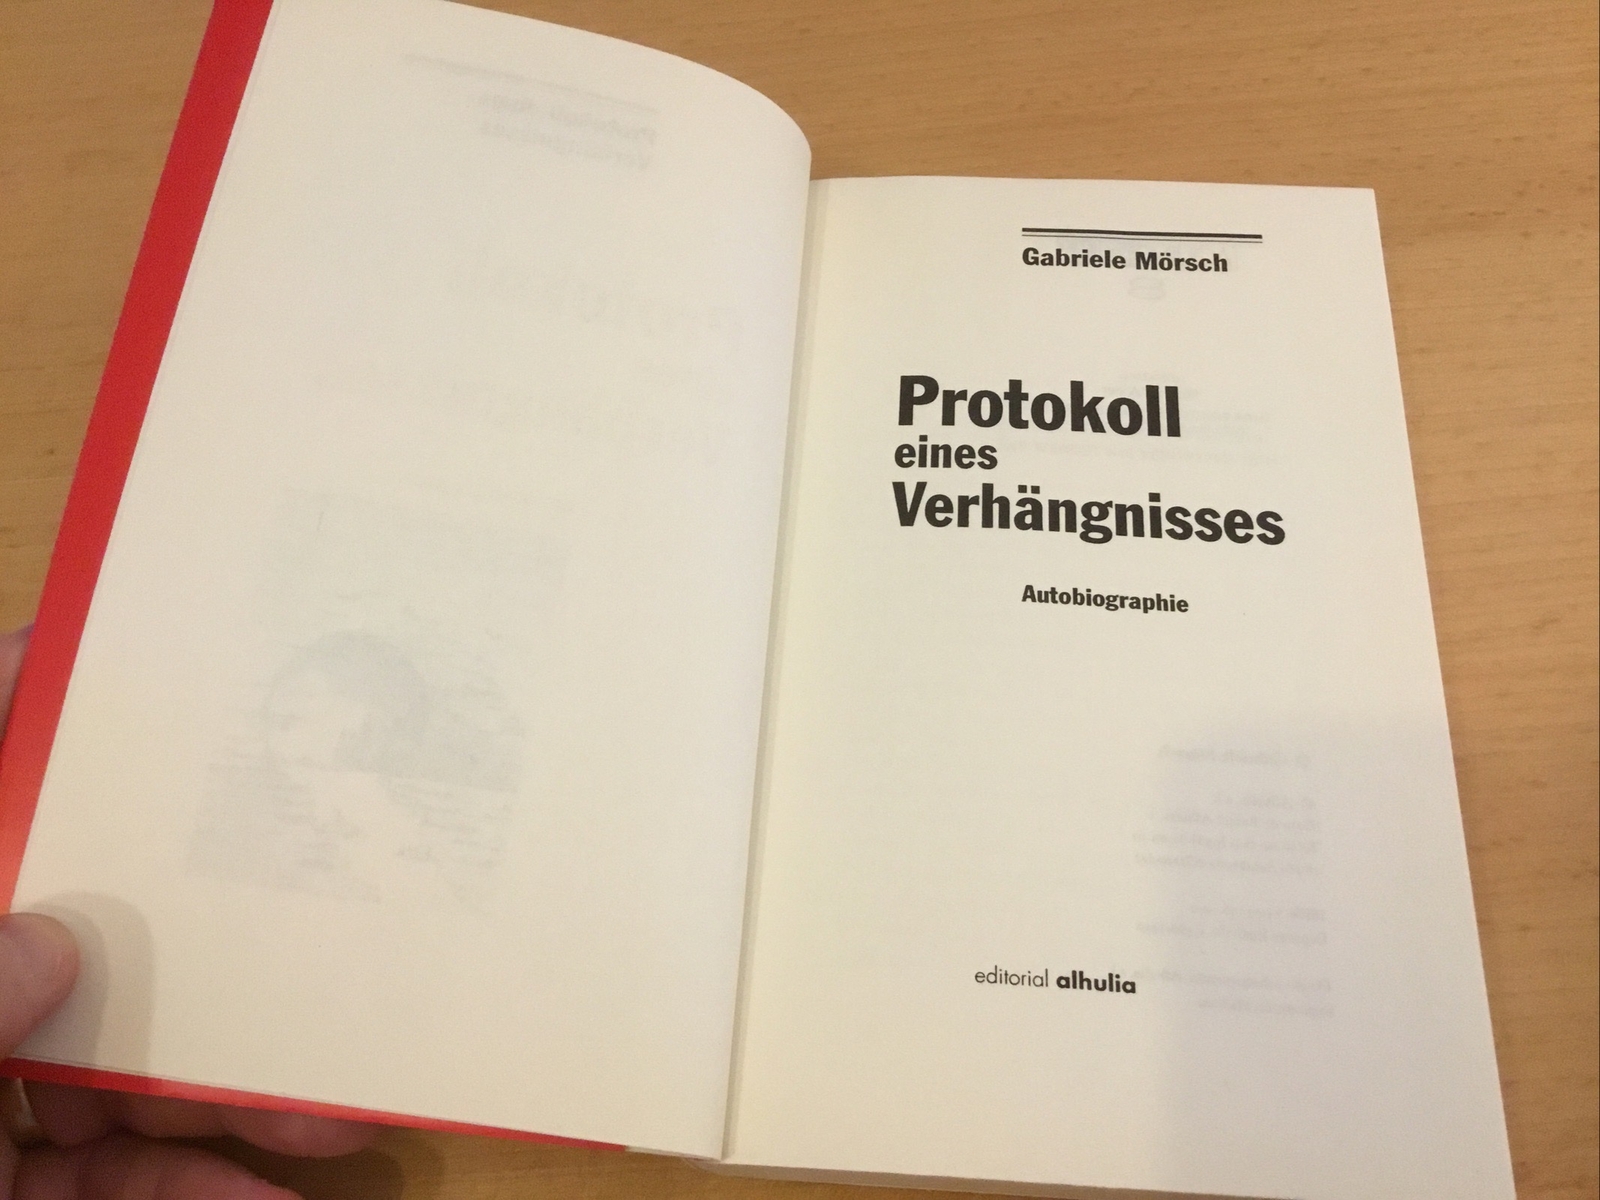 Gabriele Mörsch
Protokoll
eines
Verhängnisses
Autobiographie
editorial alhulia